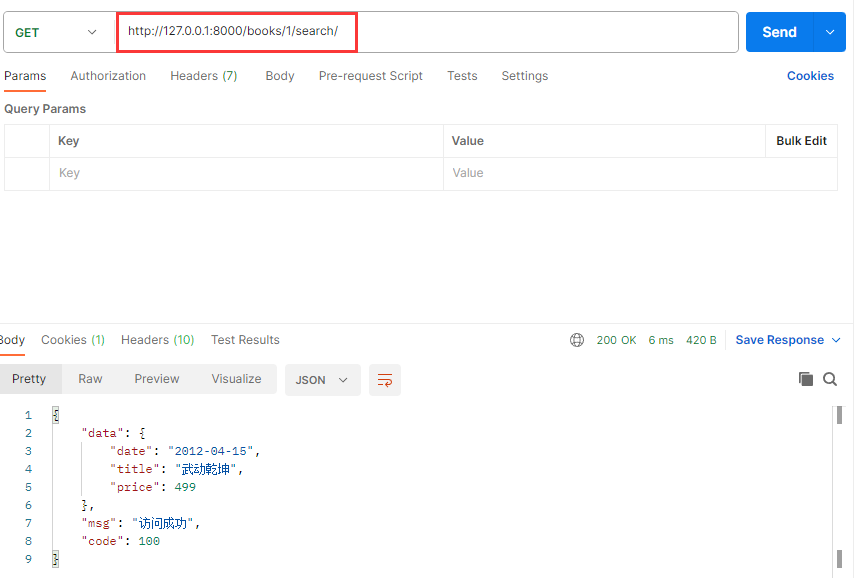 GET http://127.0.0.1:8000/books/1/search/ Send
Params Authorization Headers (7) Body Pre-request Script Tests Settings Cookies
Query Params
Key Value Bulk Edit
Key Value
Body Cookies (1) Headers (10) Test Results 200 OK 6 ms 420 B Save Response
Pretty Raw Preview Visualize JSON
1 {
2 "data": {
3 "date": "2012-04-15",
4 "title": "武动乾坤",
5 "price": 499
6 },
7 "msg": "访问成功",
8 "code": 100
9 }